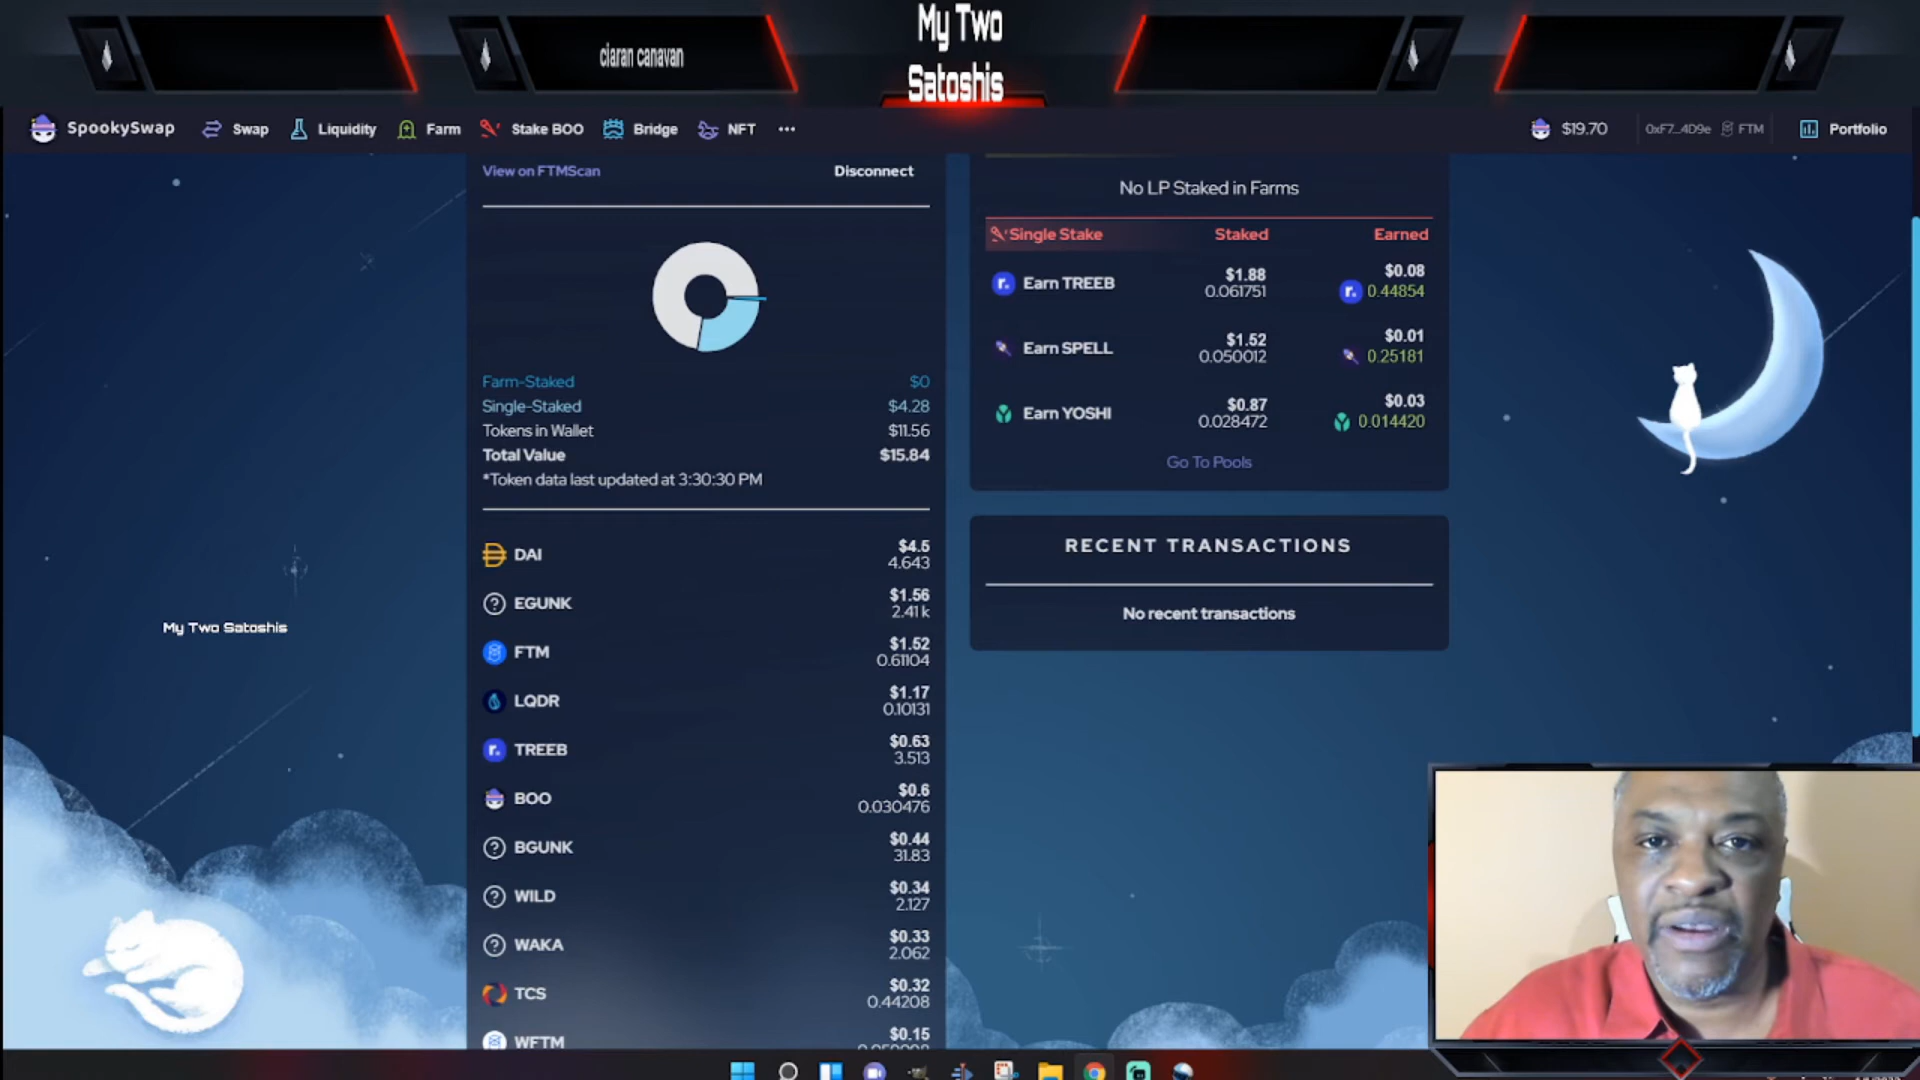 My Two
Satoshis
ciaran canavan
SpookySwap
Swap
Liquidity
Farm
Stake BOO
Bridge
NFT
$19.70
0xF7...4D9e
FTM
Portfolio
View on FTMScan
Disconnect
Farm-Staked $0
Single-Staked $4.28
Tokens in Wallet $11.56
Total Value $15.84
*Token data last updated at 3:30:30 PM
DAI $4.5
4.643
EGUNK $1.56
2.41k
FTM $1.52
0.61104
LQDR $1.17
0.10131
TREEB $0.63
3.513
BOO $0.6
0.030476
BGUNK $0.44
31.83
WILD $0.34
2.127
WAKA $0.33
2.062
TCS $0.32
0.44208
WFTM $0.15
No LP Staked in Farms
Single Stake Staked Earned
Earn TREEB $1.88 $0.08
0.061751 0.44854
Earn SPELL $1.52 $0.01
0.050012 0.25181
Earn YOSHI $0.87 $0.03
0.028472 0.014420
Go To Pools
RECENT TRANSACTIONS
No recent transactions
My Two Satoshis